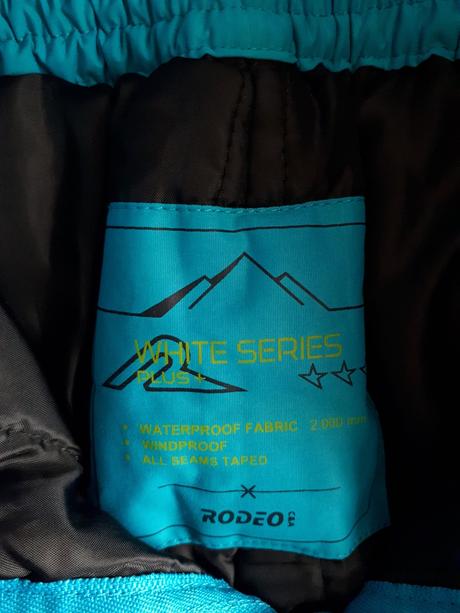 WHITE SERIES
PLUS +
• WATERPROOF FABRIC 2.000 mm
• WINDPROOF
• ALL SEAMS TAPED
RODEO C&A